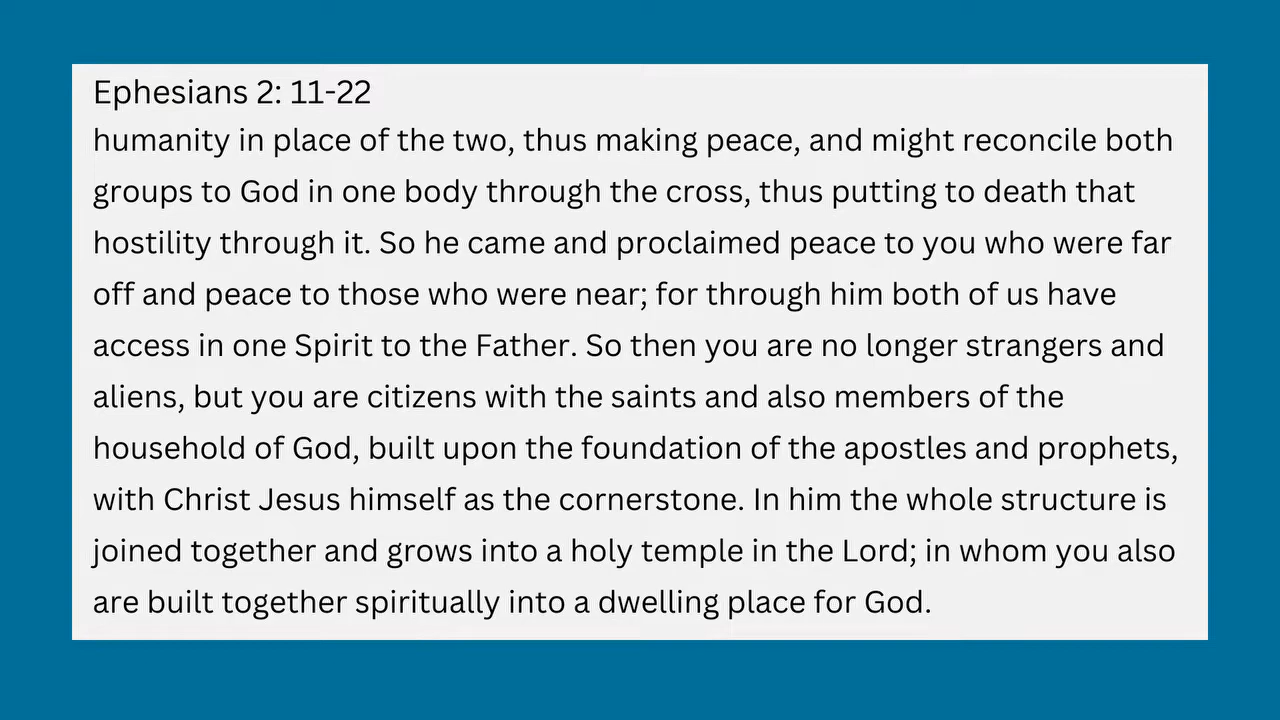 Ephesians 2: 11-22
humanity in place of the two, thus making peace, and might reconcile both
groups to God in one body through the cross, thus putting to death that
hostility through it. So he came and proclaimed peace to you who were far
off and peace to those who were near; for through him both of us have
access in one Spirit to the Father. So then you are no longer strangers and
aliens, but you are citizens with the saints and also members of the
household of God, built upon the foundation of the apostles and prophets,
with Christ Jesus himself as the cornerstone. In him the whole structure is
joined together and grows into a holy temple in the Lord; in whom you also
are built together spiritually into a dwelling place for God.